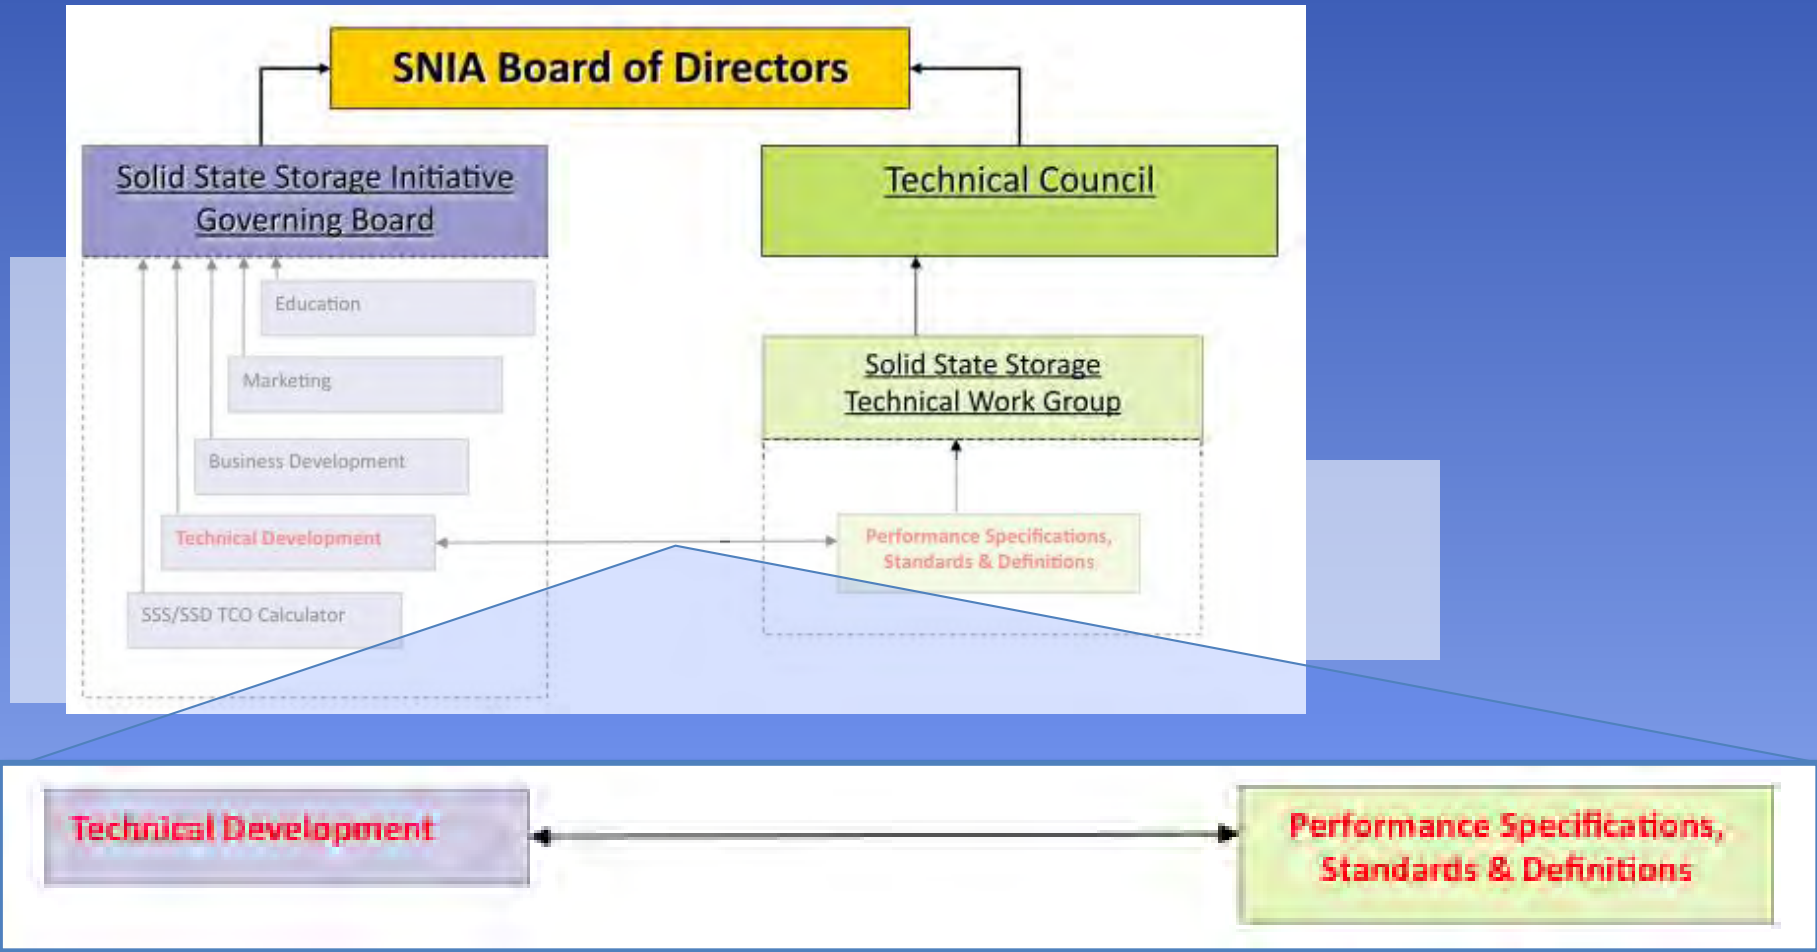 SNIA Board of Directors
Solid State Storage Initiative
Governing Board
Technical Council
Education
Marketing
Business Development
Technical Development
SSS/SSD TCO Calculator
Solid State Storage
Technical Work Group
Performance Specifications,
Standards & Definitions
Technical Development
Performance Specifications,
Standards & Definitions